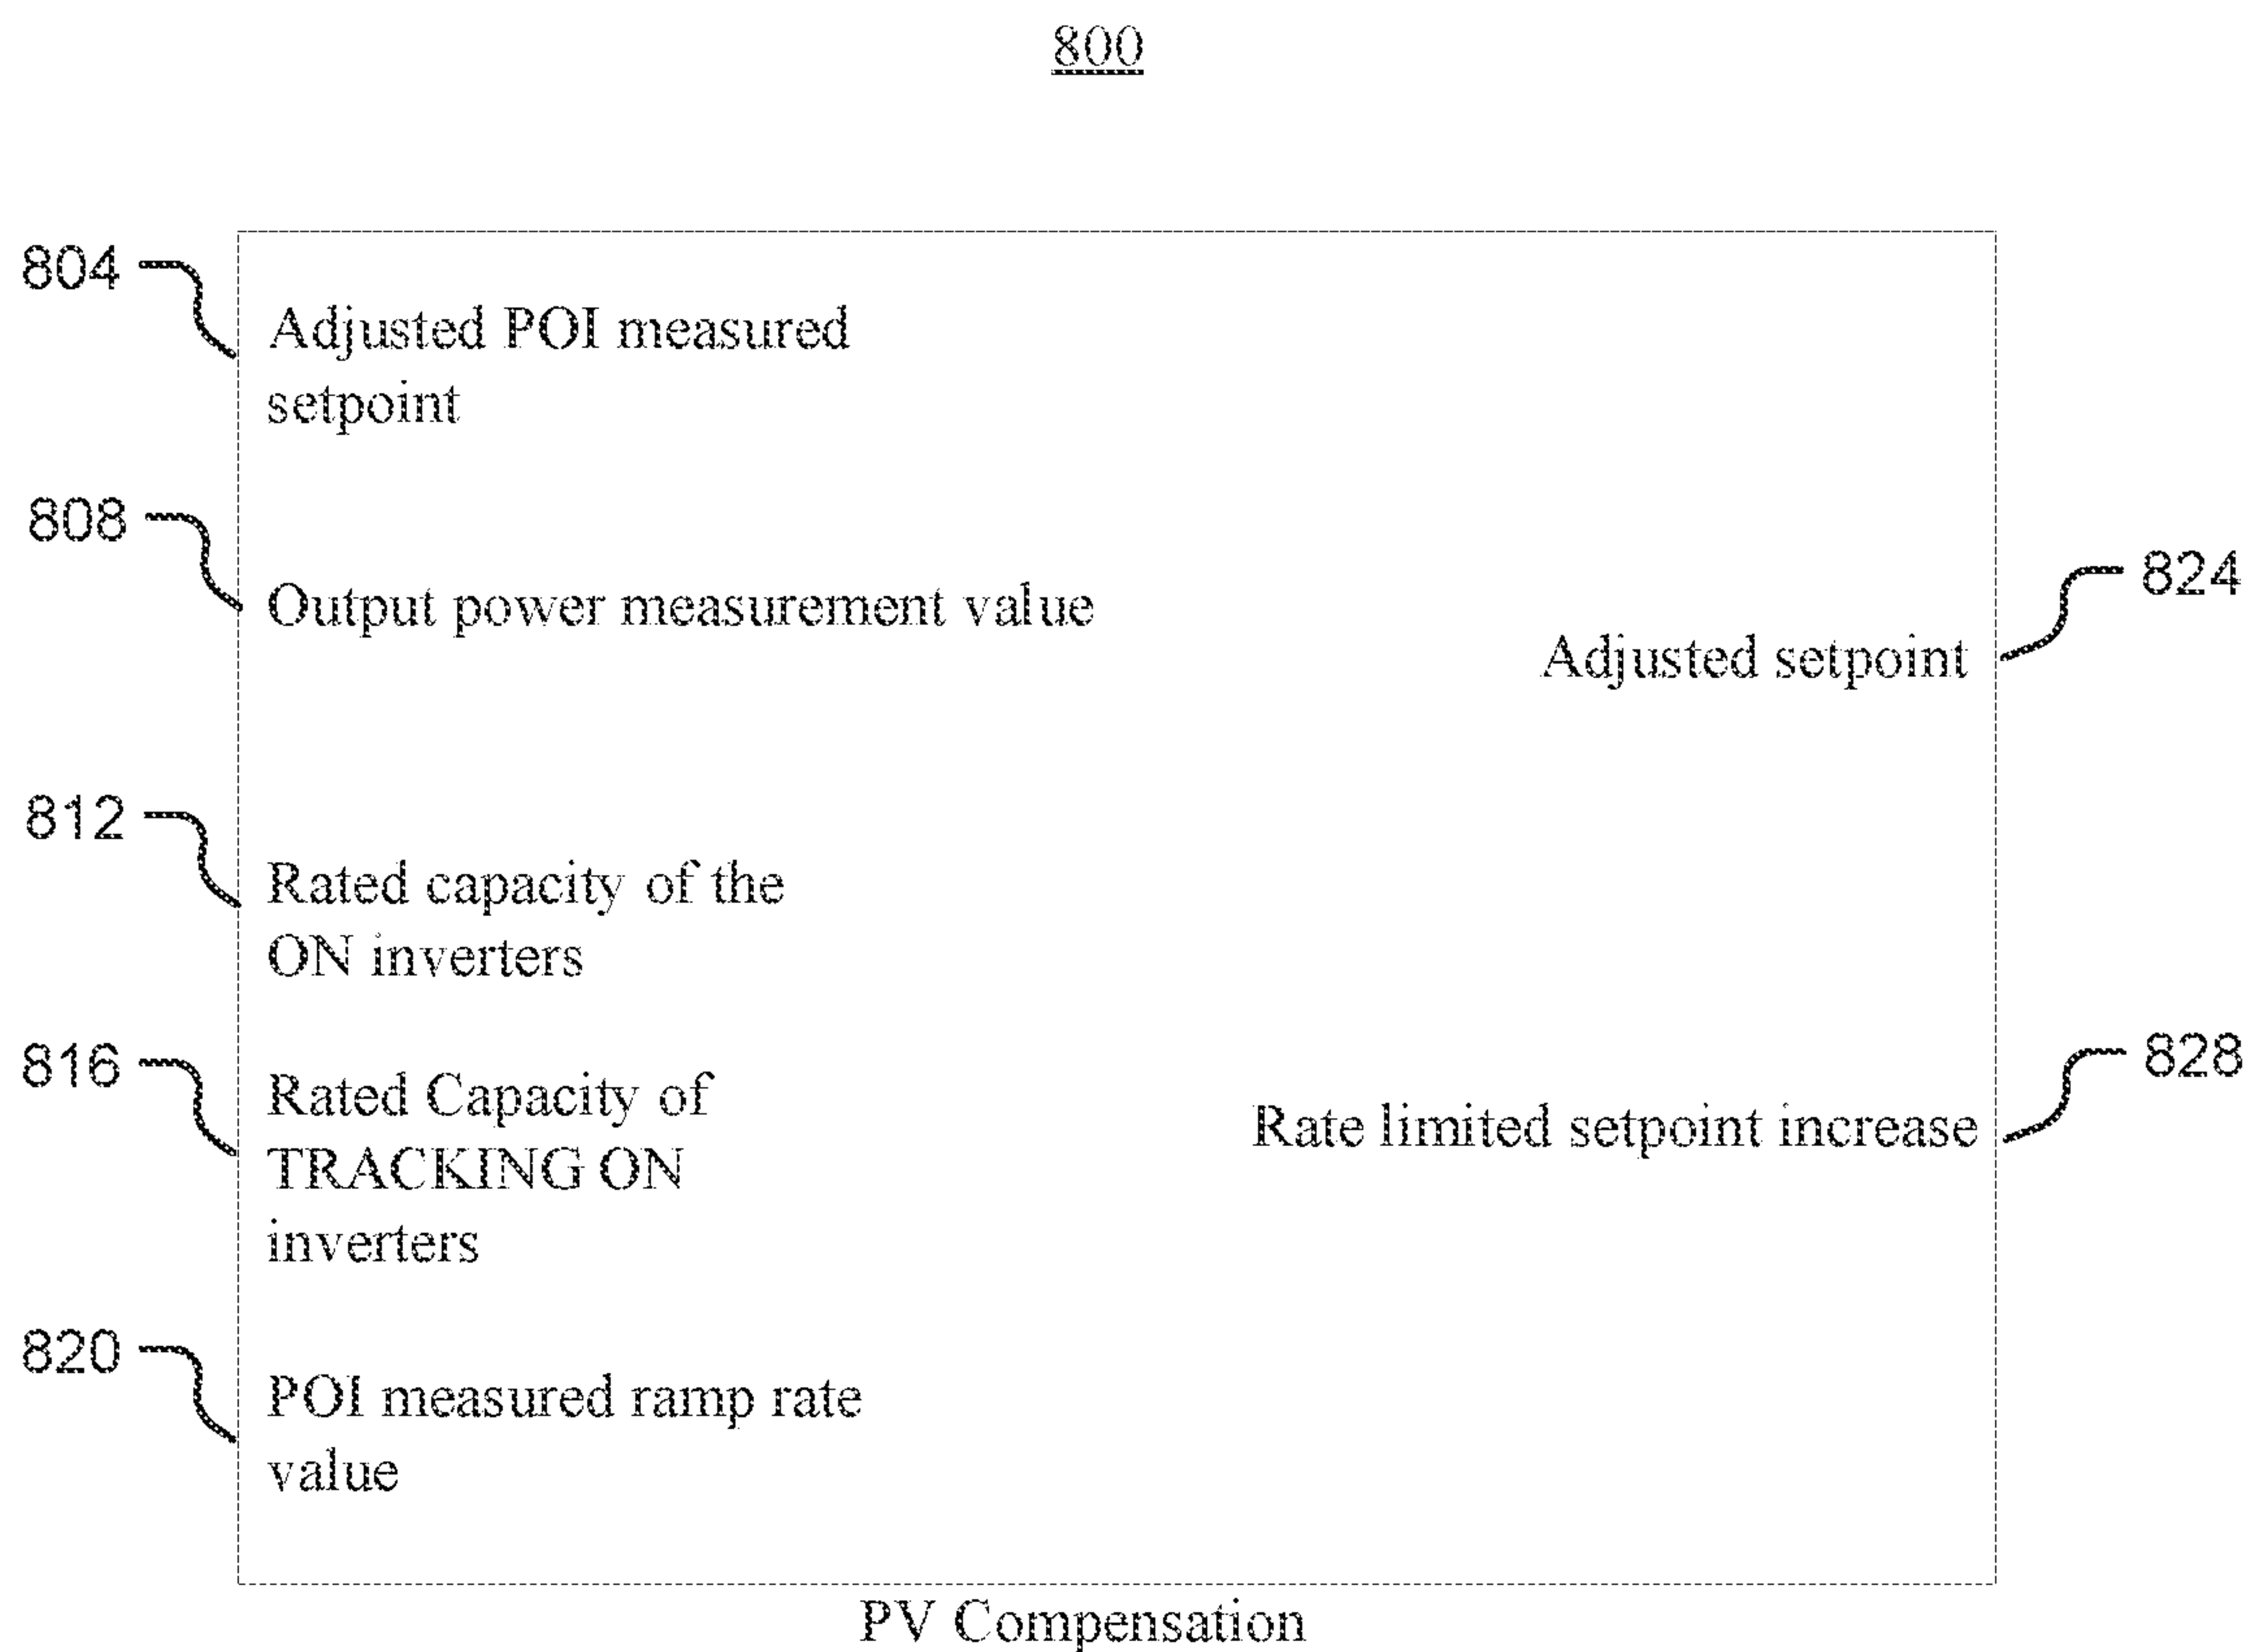 800
804
Adjusted POI measured
setpoint
808
Output power measurement value
824
Adjusted setpoint
812
Rated capacity of the
ON inverters
816
Rated Capacity of
TRACKING ON
inverters
828
Rate limited setpoint increase
820
POI measured ramp rate
value
PV Compensation